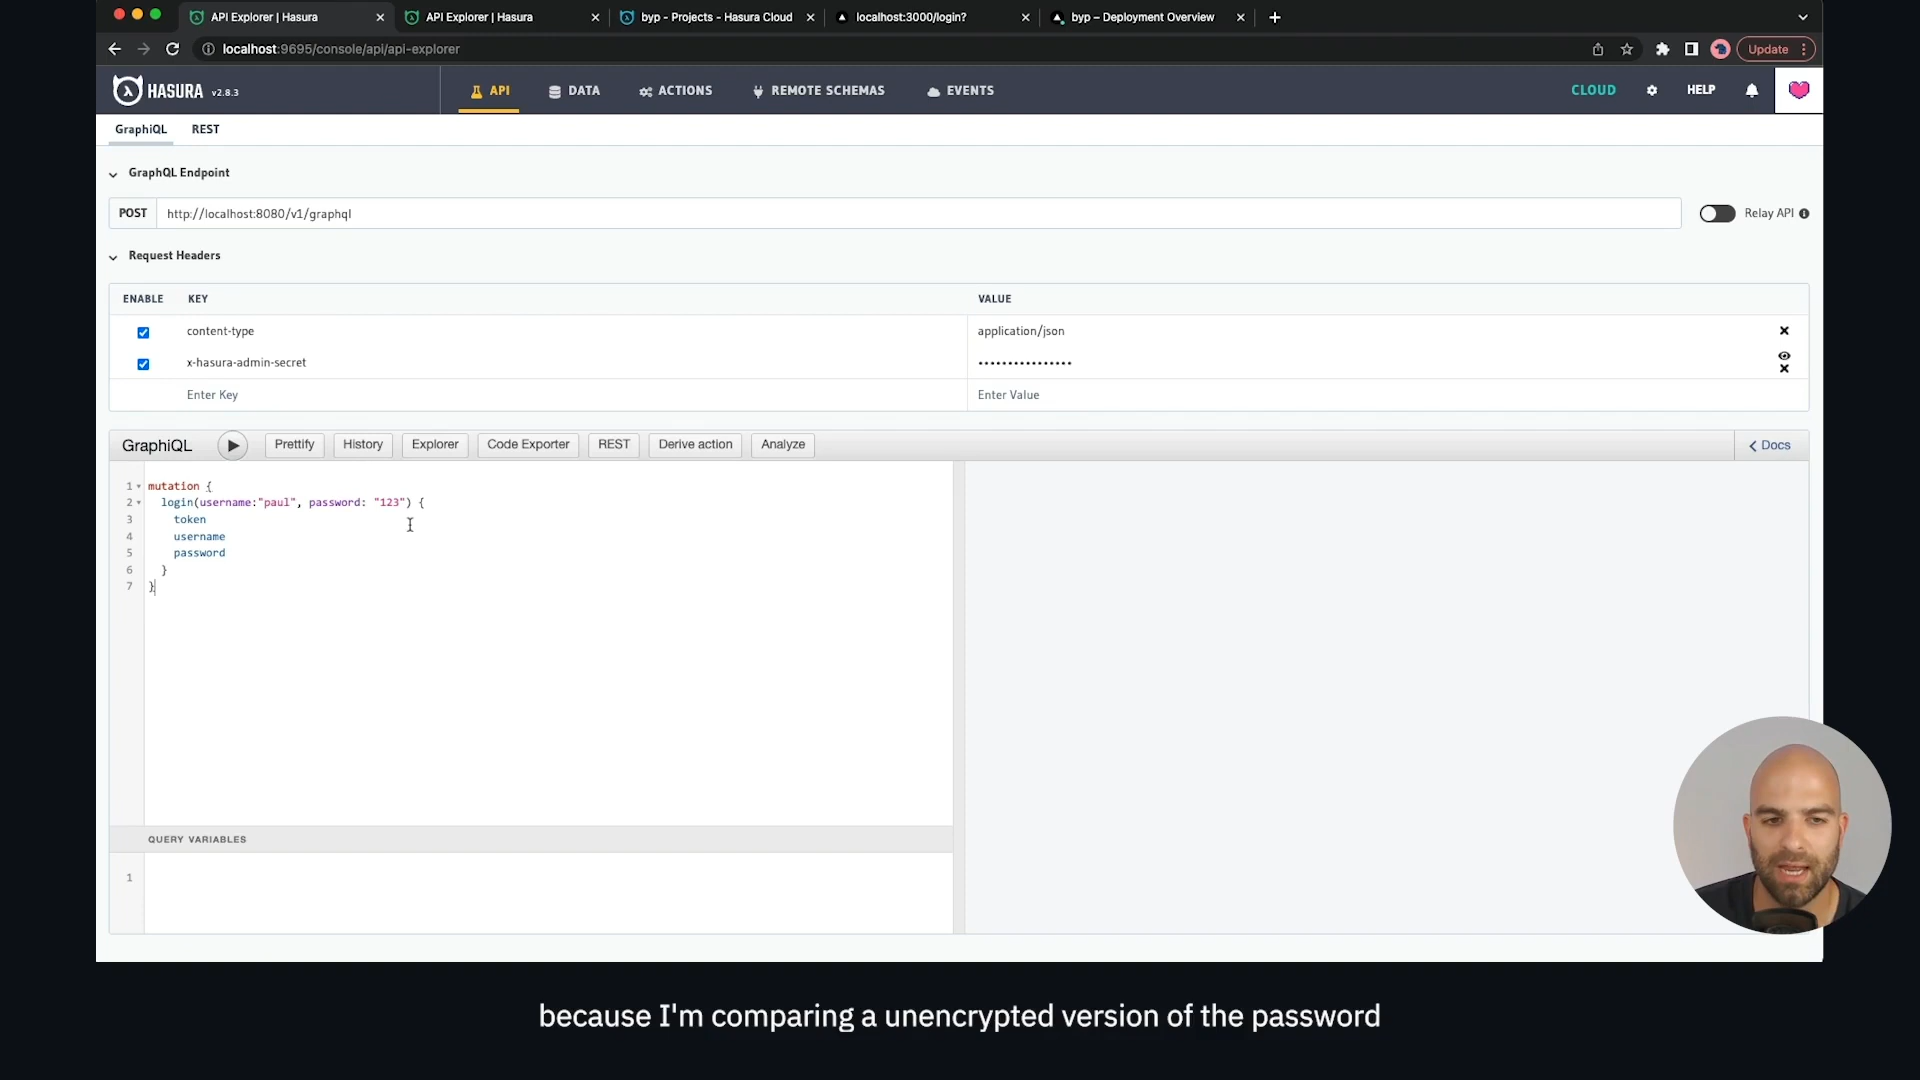 API Explorer | Hasura
API Explorer | Hasura
byp - Projects - Hasura Cloud
localhost:3000/login?
byp – Deployment Overview
localhost:9695/console/api/api-explorer
Update
HASURA v2.8.3
API
DATA
ACTIONS
REMOTE SCHEMAS
EVENTS
CLOUD
HELP
GraphiQL
REST
GraphQL Endpoint
POST
http://localhost:8080/v1/graphql
Relay API
Request Headers
ENABLE
KEY
VALUE
content-type
application/json
x-hasura-admin-secret
••••••••••••••••
Enter Key
Enter Value
GraphiQL
Prettify
History
Explorer
Code Exporter
REST
Derive action
Analyze
Docs
1 mutation {
2 login(username:"paul", password: "123") {
3 token
4 username
5 password
6 }
7 }
QUERY VARIABLES
1
because I'm comparing a unencrypted version of the password